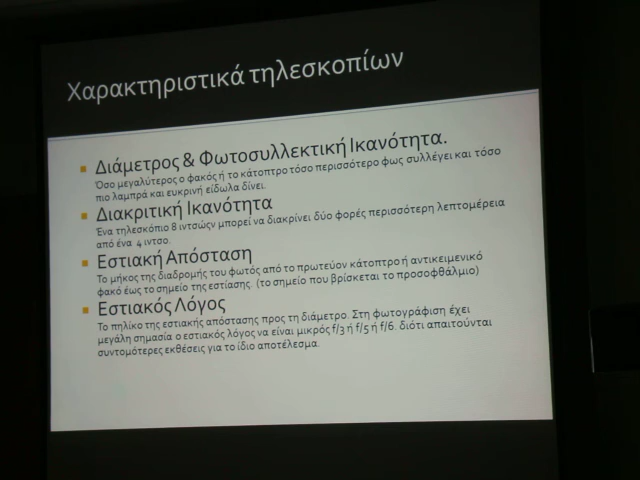 Χαρακτηριστικά τηλεσκοπίων
Διάμετρος & Φωτοσυλλεκτική Ικανότητα.
Όσο μεγαλύτερος ο φακός ή το κάτοπτρο τόσο περισσότερο φως συλλέγει και τόσο
πιο λαμπρά και ευκρινή είδωλα δίνει.
Διακριτική Ικανότητα
Ένα τηλεσκόπιο 8 ιντσώςν μπορεί να διακρίνει δύο φορές περισσότερη λεπτομέρεια
από ένα 4 ιντσο.
Εστιακή Απόσταση
Το μήκος της διαδρομής του φωτός από το πρωτεύον κάτοπτρο ή αντικειμενικό
φακό έως το σημείο της εστίασης. (το σημείο που βρίσκεται το προσοφθάλμιο)
Εστιακός Λόγος
Το πηλίκο της εστιακής απόστασης προς τη διάμετρο. Στη φωτογράφιση έχει
μεγάλη σημασία ο εστιακός λόγος να είναι μικρός f/3 ή f/5 ή f/6. διότι απαιτούνται
συντομότερες εκθέσεις για το ίδιο αποτέλεσμα.